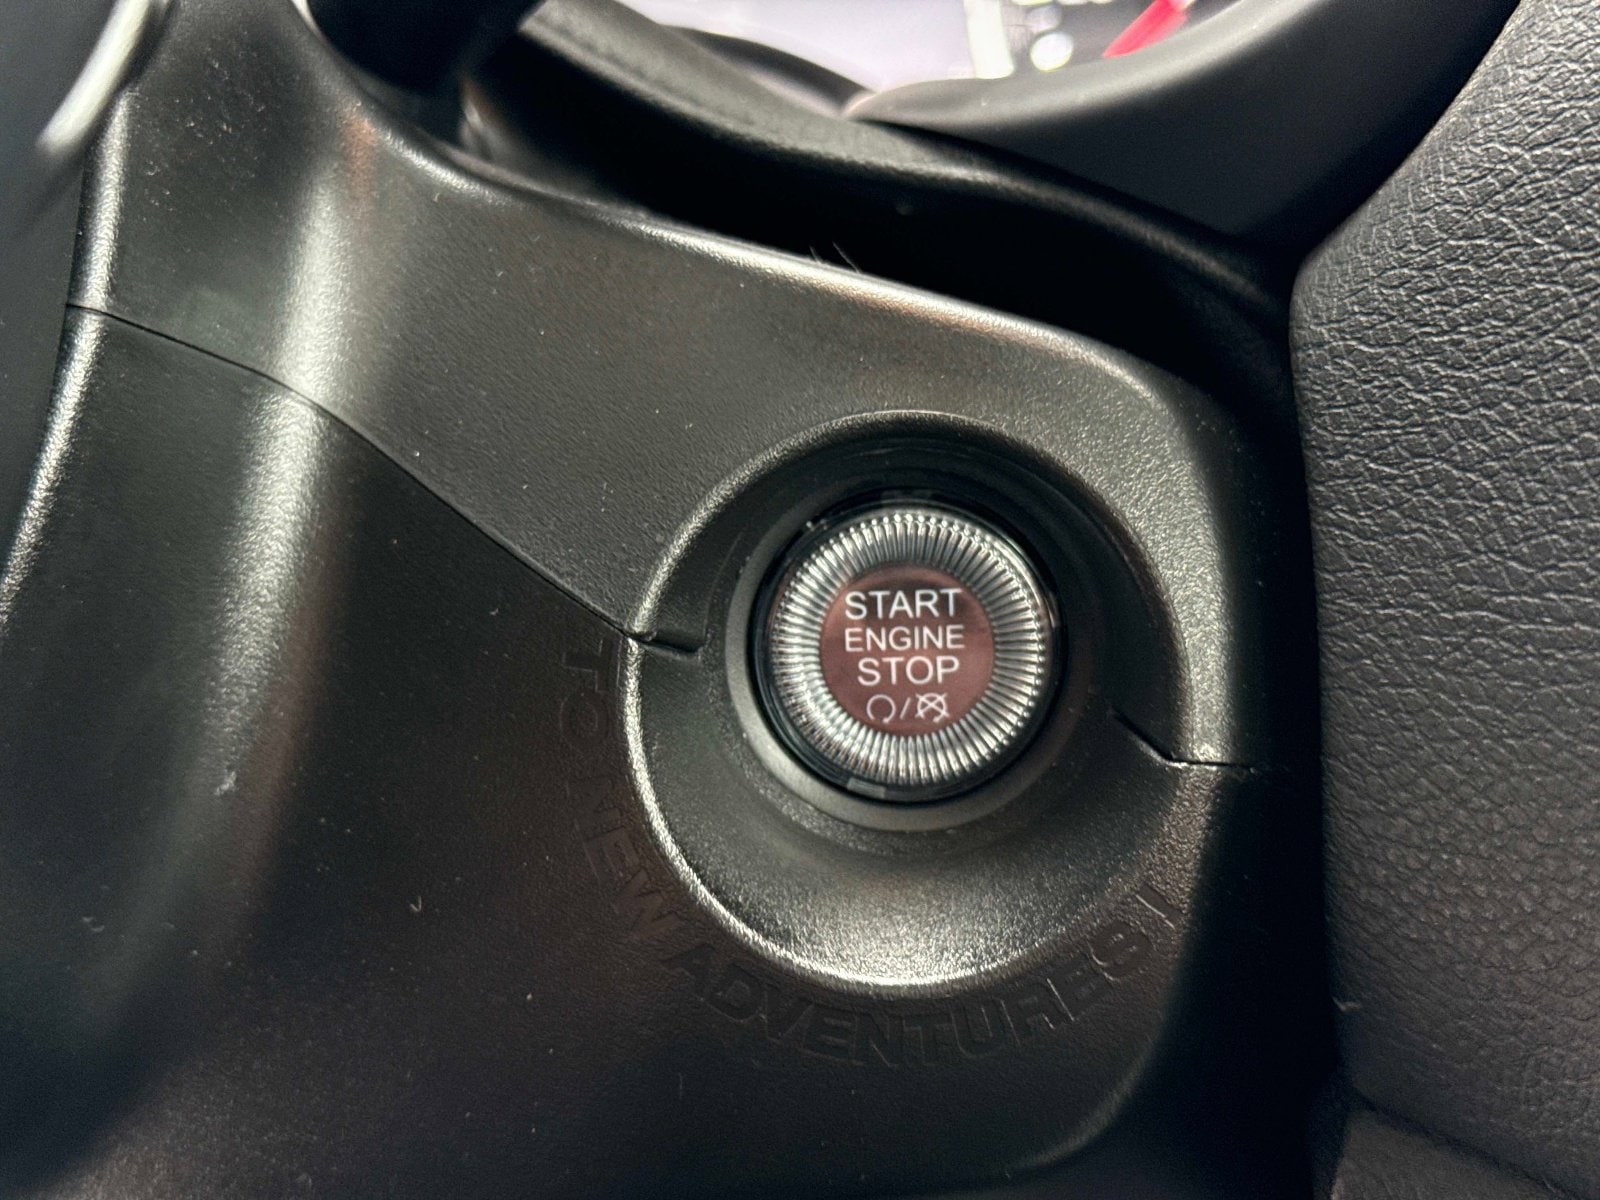 START
ENGINE
STOP
TO NEW ADVENTURES!